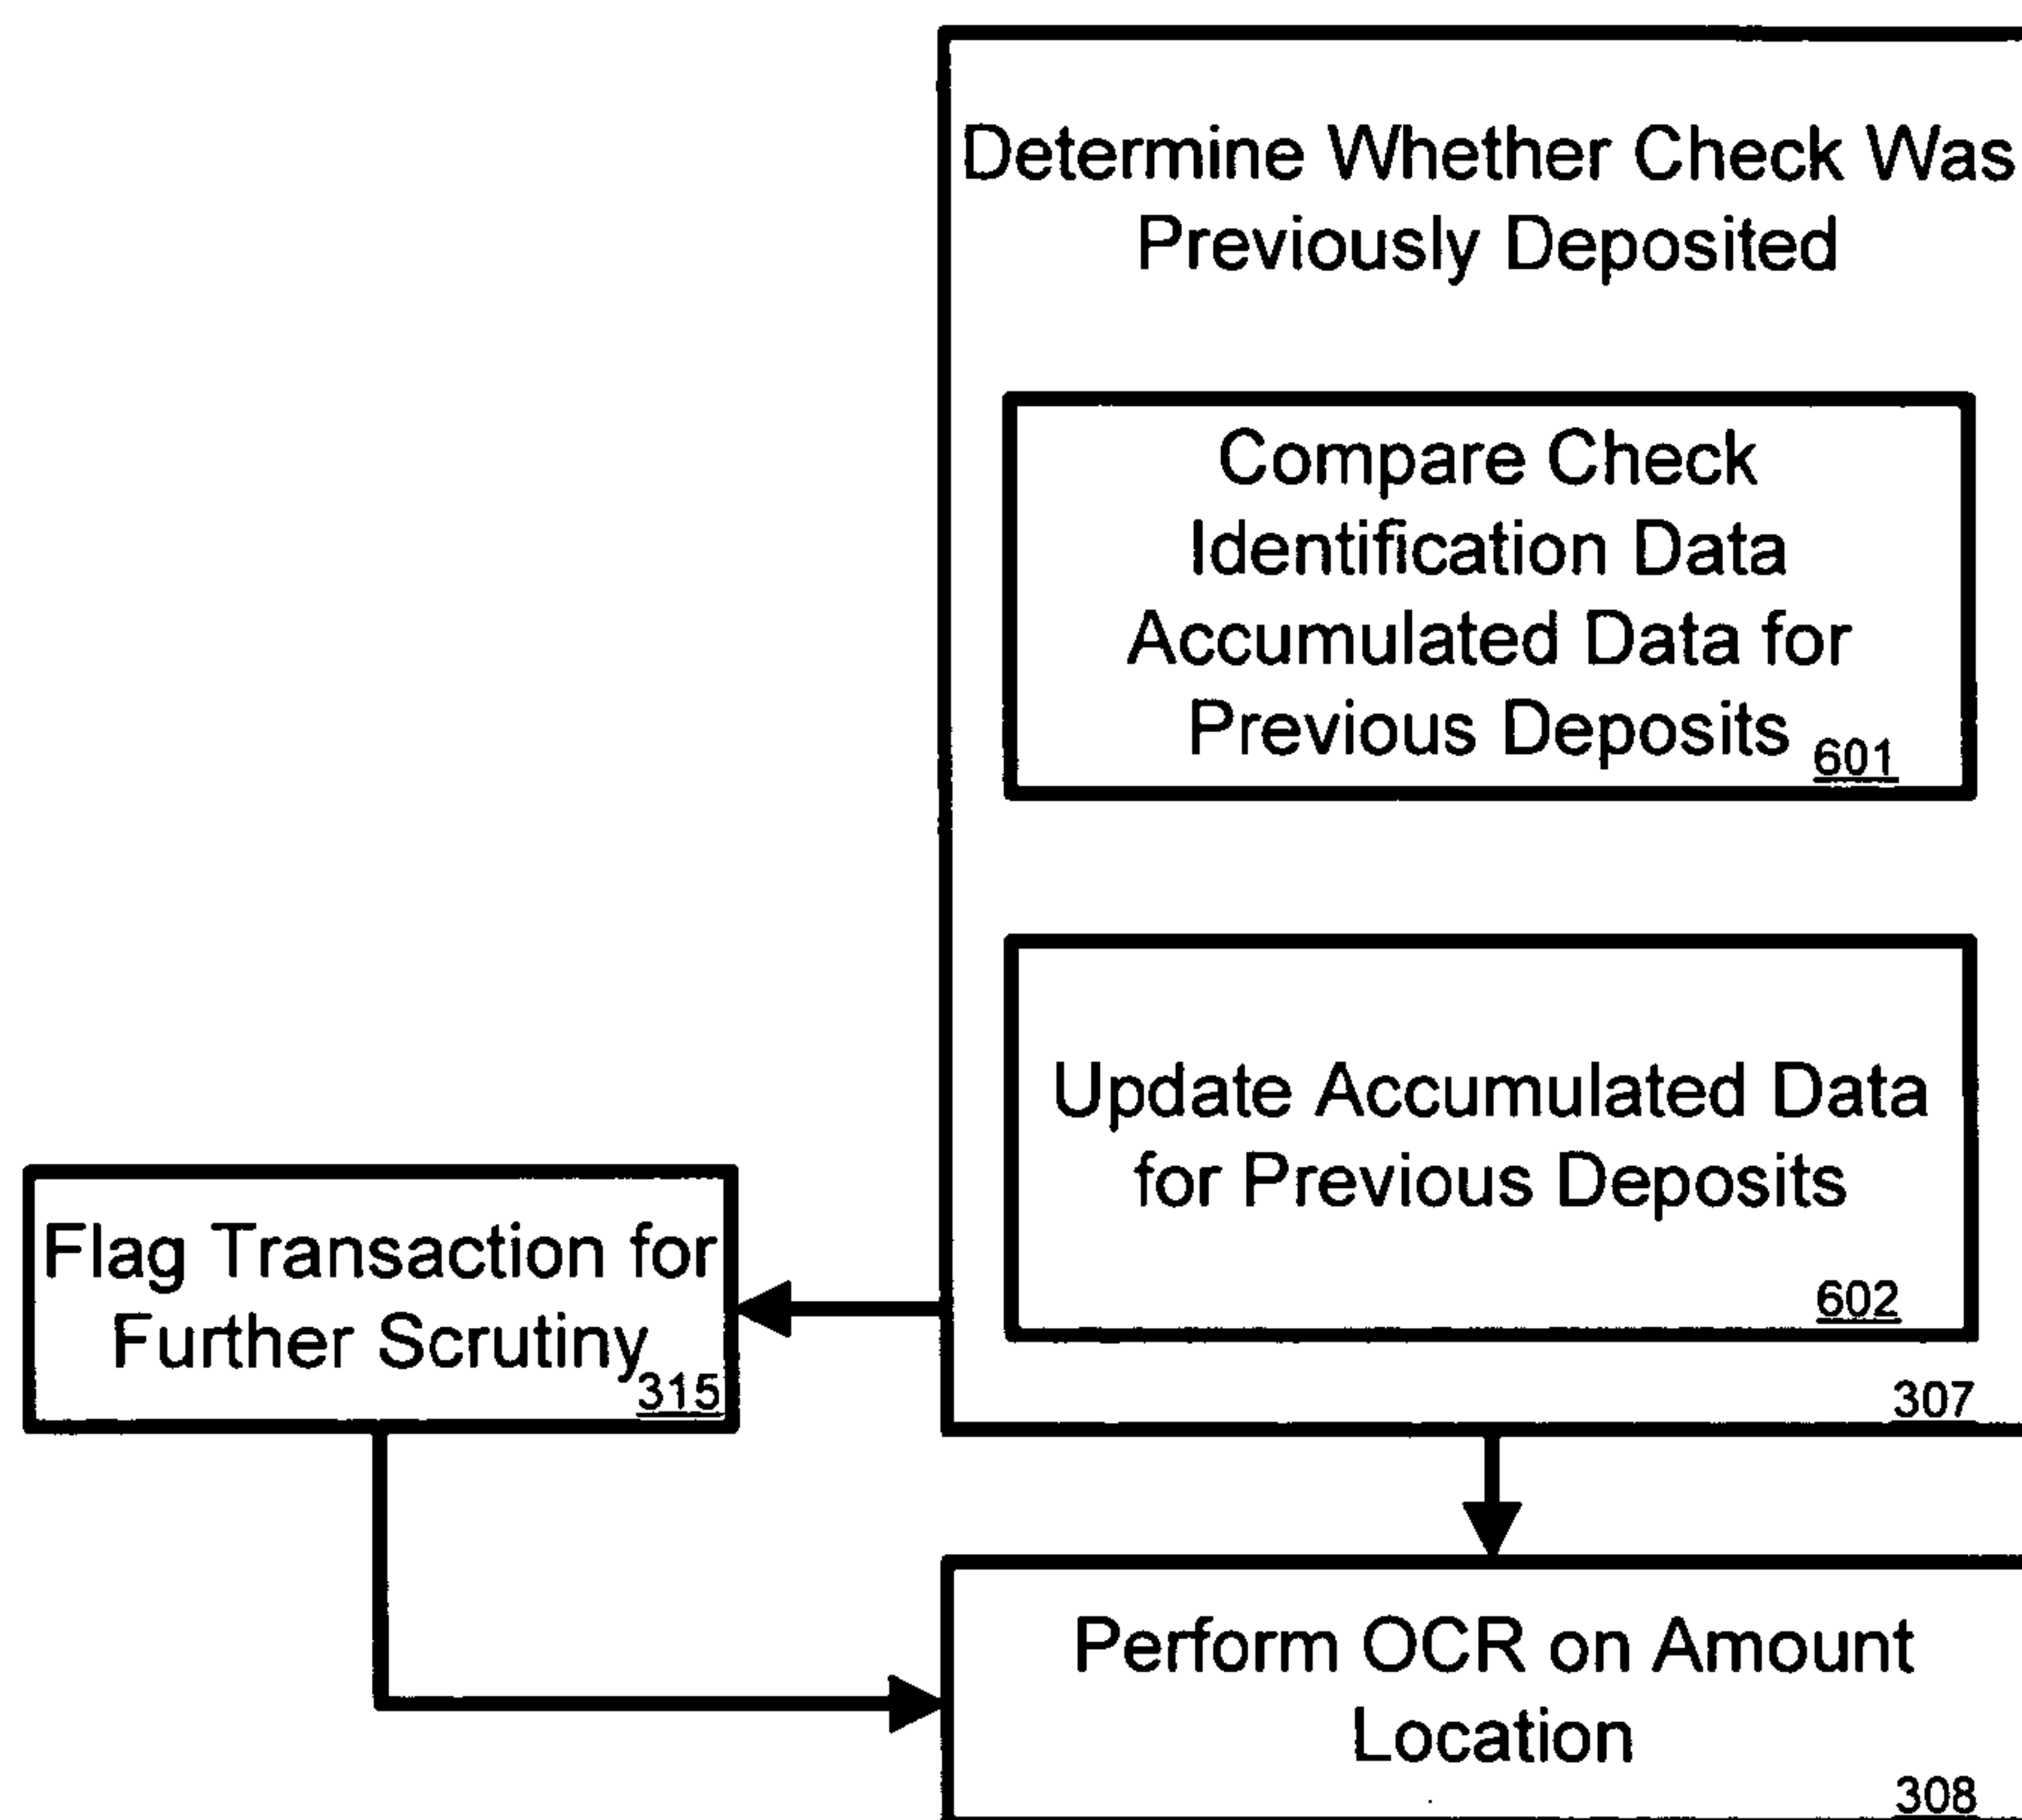 Determine Whether Check Was
Previously Deposited
Compare Check
Identification Data
Accumulated Data for
Previous Deposits
601
Update Accumulated Data
for Previous Deposits
602
307
Flag Transaction for
Further Scrutiny
315
Perform OCR on Amount
Location
308